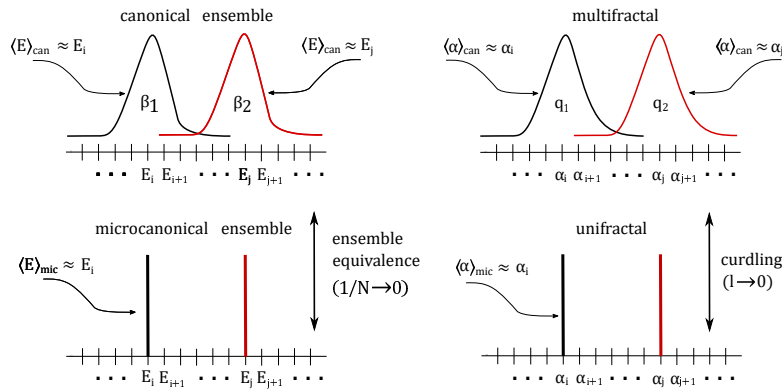 canonical ensemble
⟨E⟩can ≈ Ei
⟨E⟩can ≈ Ej
β1
β2
· · · Ei Ei+1 · · · Ej Ej+1 · · ·
multifractal
⟨α⟩can ≈ αi
⟨α⟩can ≈ αj
q1
q2
· · · αi αi+1 · · · αj αj+1 · · ·
microcanonical ensemble
⟨E⟩mic ≈ Ei
· · · Ei Ei+1 · · · Ej Ej+1 · · ·
ensemble
equivalence
(1/N→0)
unifractal
⟨α⟩mic ≈ αi
· · · αi αi+1 · · · αj αj+1 · · ·
curdling
(l→0)